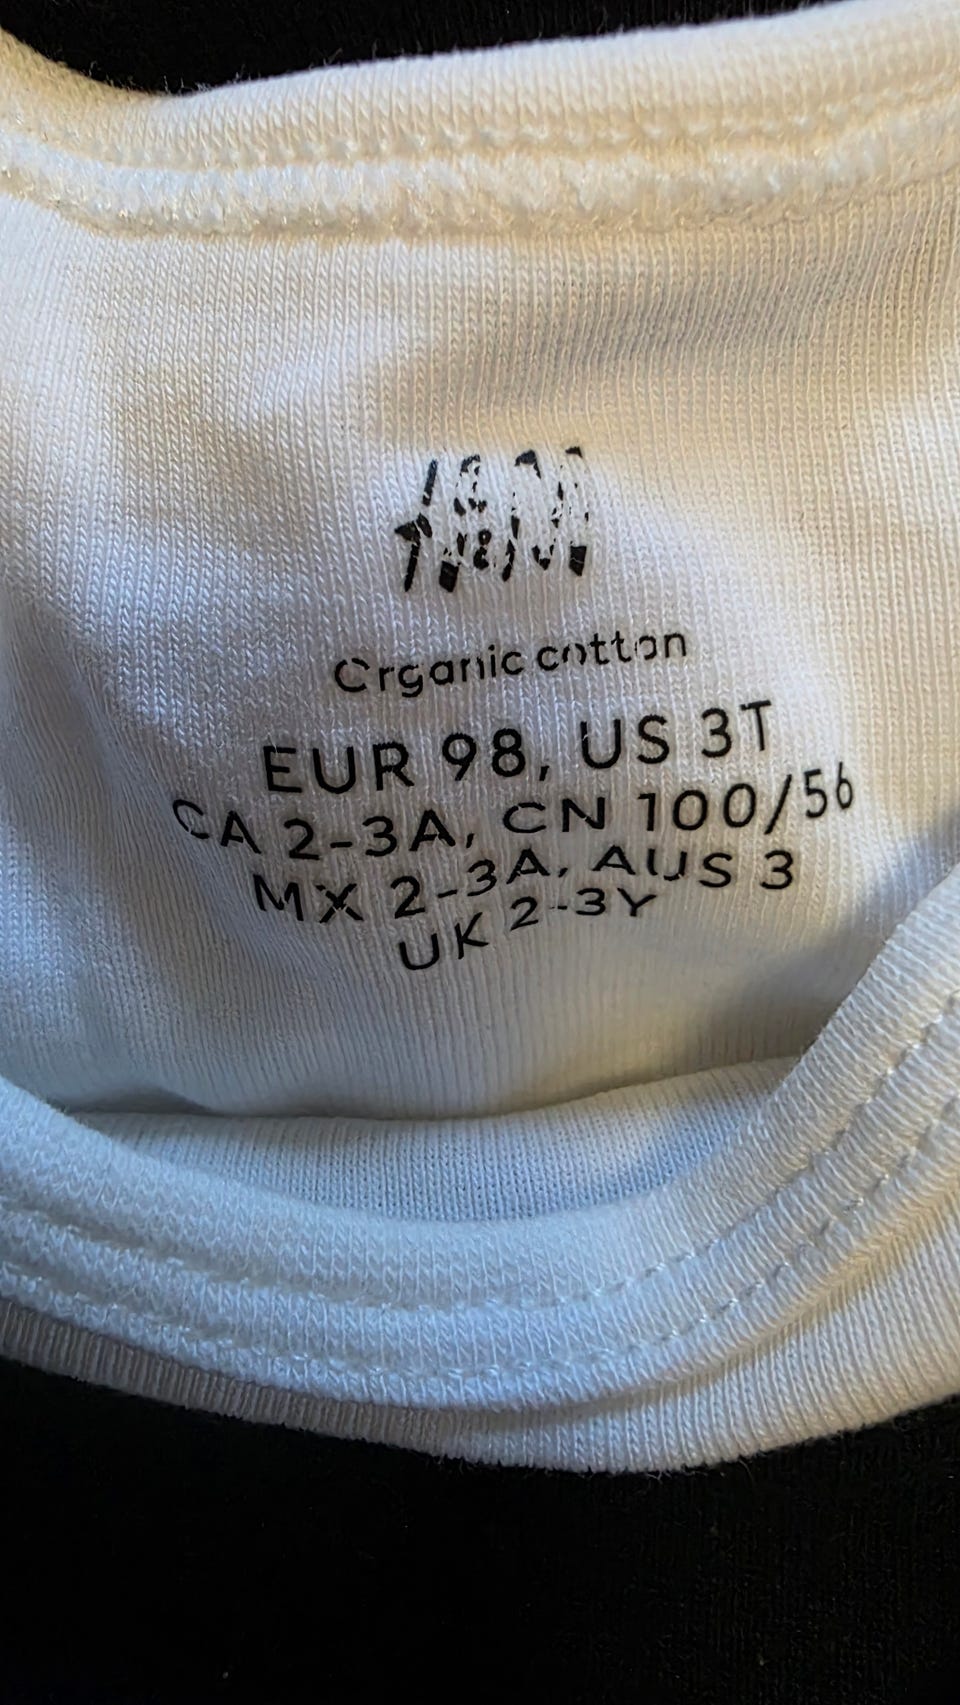 H&M
Organic cotton
EUR 98, US 3T
CA 2-3A, CN 100/56
MX 2-3A, AUS 3
UK 2-3Y